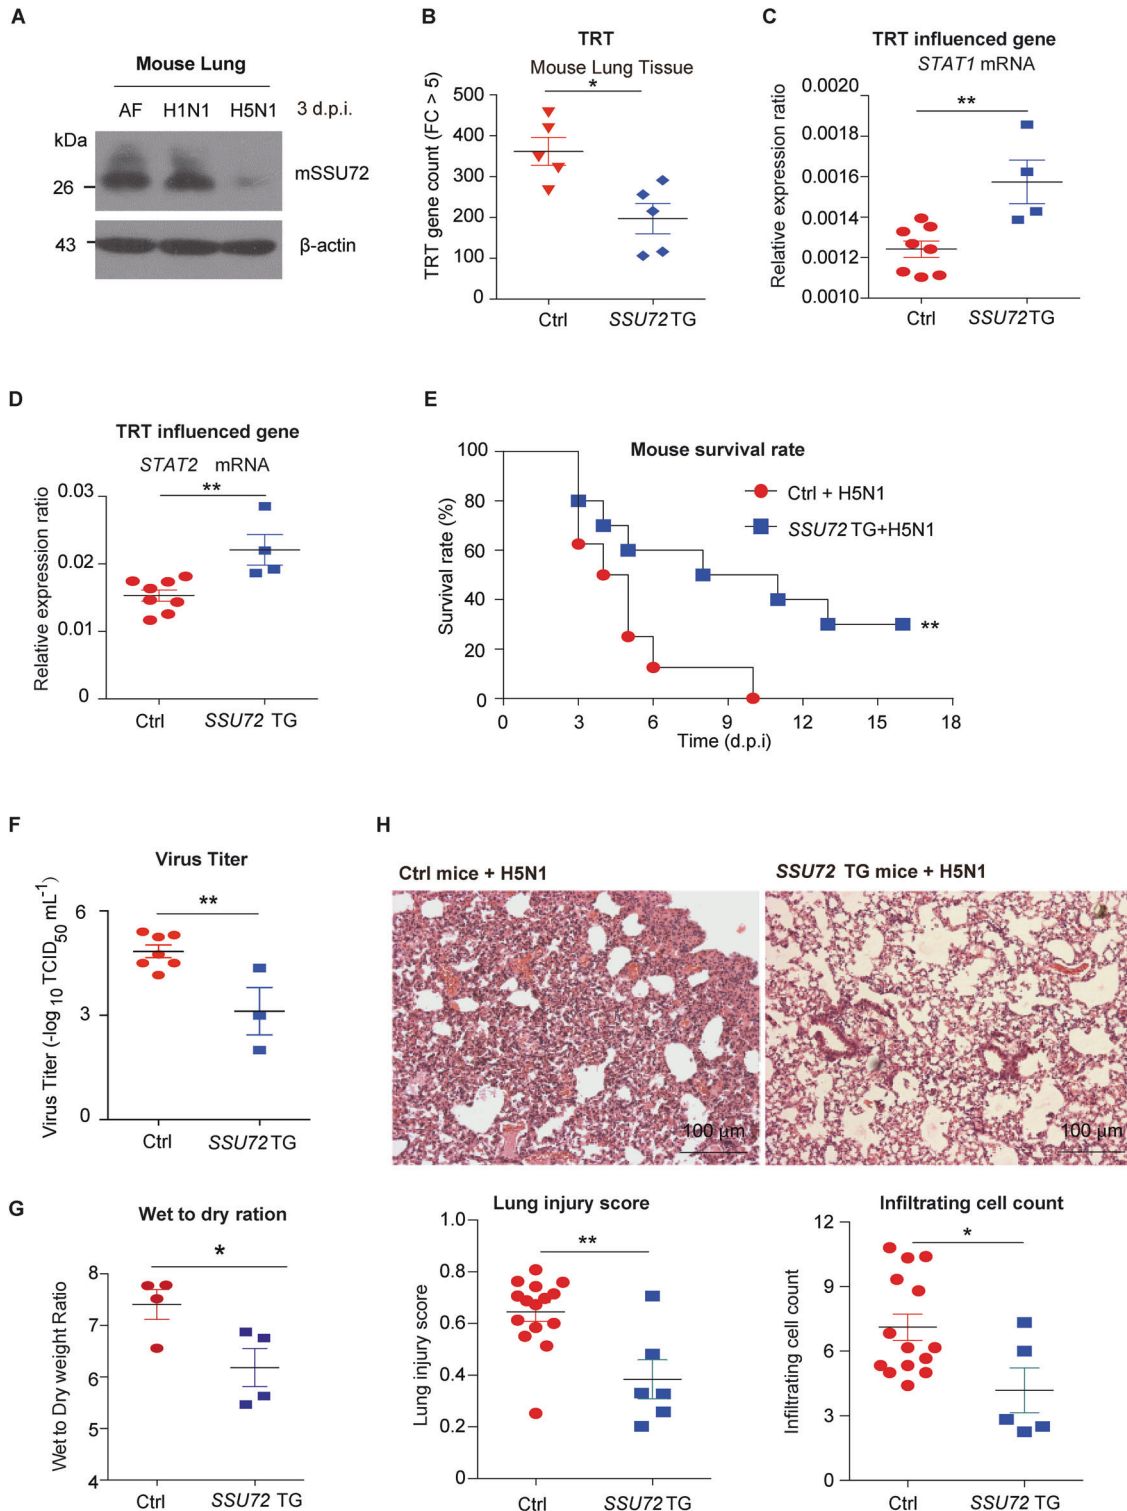 A
Mouse Lung
AF H1N1 H5N1 3 d.p.i.
kDa
26
mSSU72
43
β-actin
B
TRT
Mouse Lung Tissue
*
TRT gene count (FC > 5)
500
400
300
200
100
0
Ctrl SSU72 TG
C
TRT influenced gene
STAT1 mRNA
**
Relative expression ratio
0.0020
0.0018
0.0016
0.0014
0.0012
0.0010
Ctrl SSU72 TG
D
TRT influenced gene
STAT2 mRNA
**
Relative expression ratio
0.03
0.02
0.01
0
Ctrl SSU72 TG
E
Mouse survival rate
Ctrl + H5N1
SSU72 TG+H5N1
Survival rate (%)
100
80
60
40
20
0
**
0 3 6 9 12 15 18
Time (d.p.i)
F
Virus Titer
**
Virus Titer (-log10 TCID50 mL-1)
6
3
0
Ctrl SSU72 TG
G
Wet to dry ration
*
Wet to Dry weight Ratio
8
7
6
5
4
Ctrl SSU72 TG
H
Ctrl mice + H5N1
100 µm
SSU72 TG mice + H5N1
100 µm
Lung injury score
**
Lung injury score
1.0
0.8
0.6
0.4
0.2
0
Ctrl SSU72 TG
Infiltrating cell count
*
Infiltrating cell count
12
9
6
3
0
Ctrl SSU72 TG